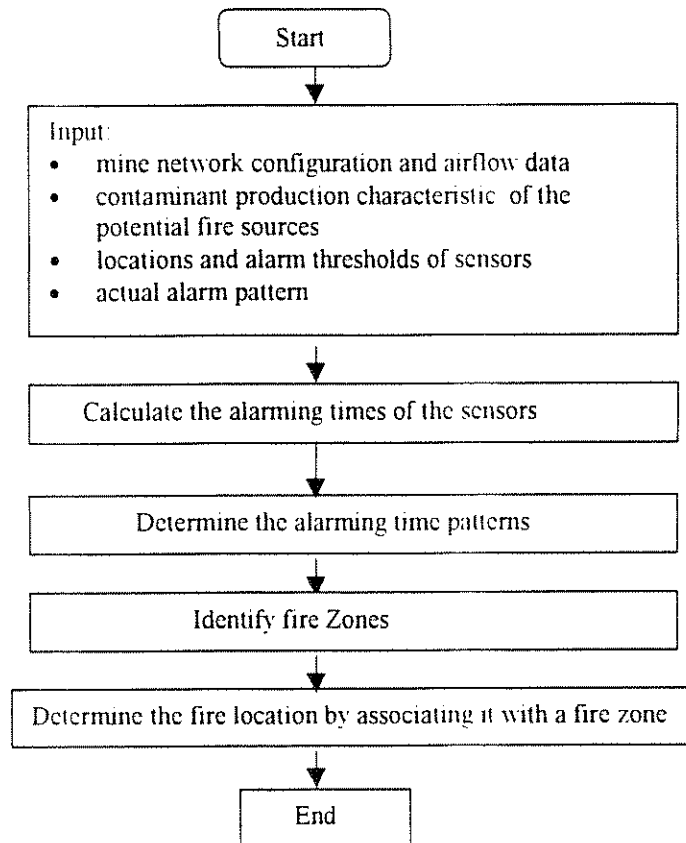 Start
Input:
• mine network configuration and airflow data
• contaminant production characteristic of the
potential fire sources
• locations and alarm thresholds of sensors
• actual alarm pattern
Calculate the alarming times of the sensors
Determine the alarming time patterns
Identify fire Zones
Determine the fire location by associating it with a fire zone
End